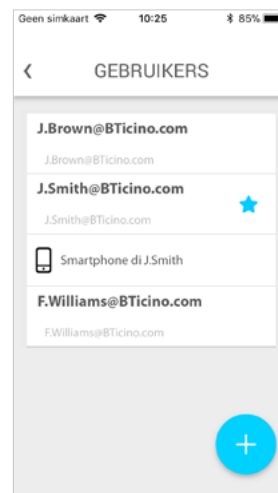 Geen simkaart 10:25 85%
GEBRUIKERS
J.Brown@BTicino.com
J.Brown@BTicino.com
J.Smith@BTicino.com
J.Smith@BTicino.com
Smartphone di J.Smith
F.Williams@BTicino.com
F.Williams@BTicino.com